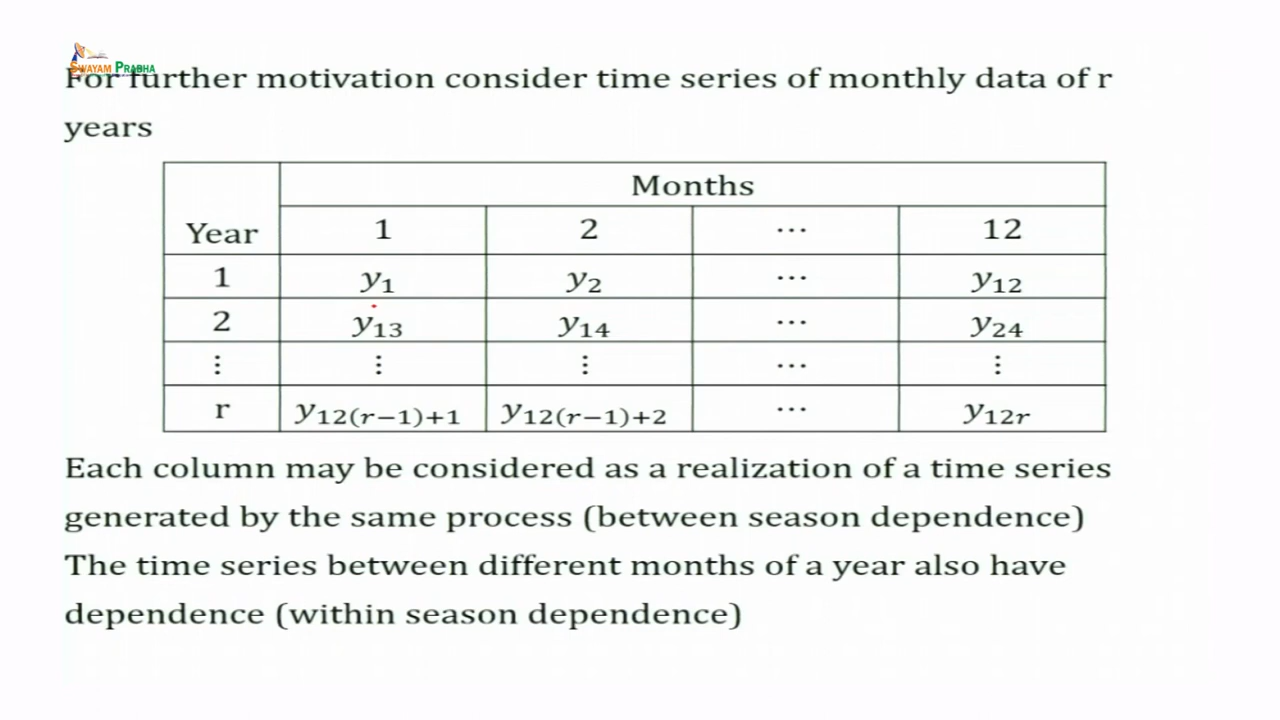 SWAYAM PRABHA
For further motivation consider time series of monthly data of r
years
Months
Year 1 2 ⋯ 12
1 y₁ y₂ ⋯ y₁₂
2 y₁₃ y₁₄ ⋯ y₂₄
⋮ ⋮ ⋮ ⋯ ⋮
r y₁₂₍ᵣ₋₁₎₊₁ y₁₂₍ᵣ₋₁₎₊₂ ⋯ y₁₂ᵣ
Each column may be considered as a realization of a time series
generated by the same process (between season dependence)
The time series between different months of a year also have
dependence (within season dependence)